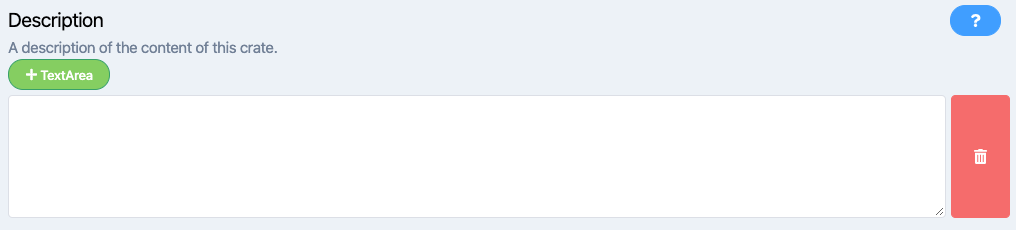 Description
?
A description of the content of this crate.
+ TextArea